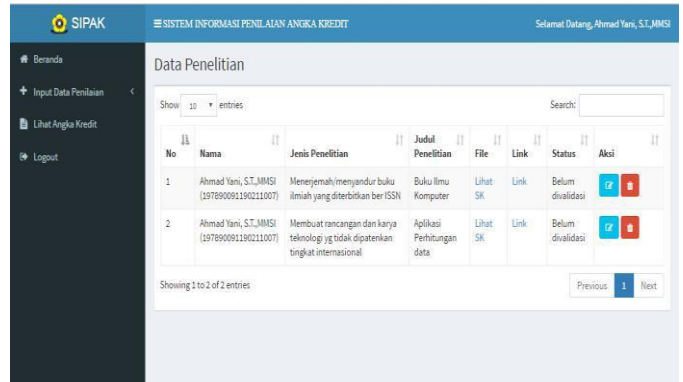 SIPAK
SISTEM INFORMASI PENILAIAN ANGKA KREDIT
Selamat Datang, Ahmad Yani, S.T.,MMSI
Beranda
Input Data Penilaian
Lihat Angka Kredit
Logout
Data Penelitian
Show 10 entries
Search:
No Nama Jenis Penelitian Judul Penelitian File Link Status Aksi
1 Ahmad Yani, S.T.,MMSI (197890091190211007) Menerjemah/menyandur buku ilmiah yang diterbitkan ber ISSN Buku Ilmu Komputer Lihat SK Link Belum divalidasi
2 Ahmad Yani, S.T.,MMSI (197890091190211007) Membuat rancangan dan karya teknologi yg tidak dipatenkan tingkat internasional Aplikasi Perhitungan data Lihat SK Link Belum divalidasi
Showing 1 to 2 of 2 entries
Previous 1 Next